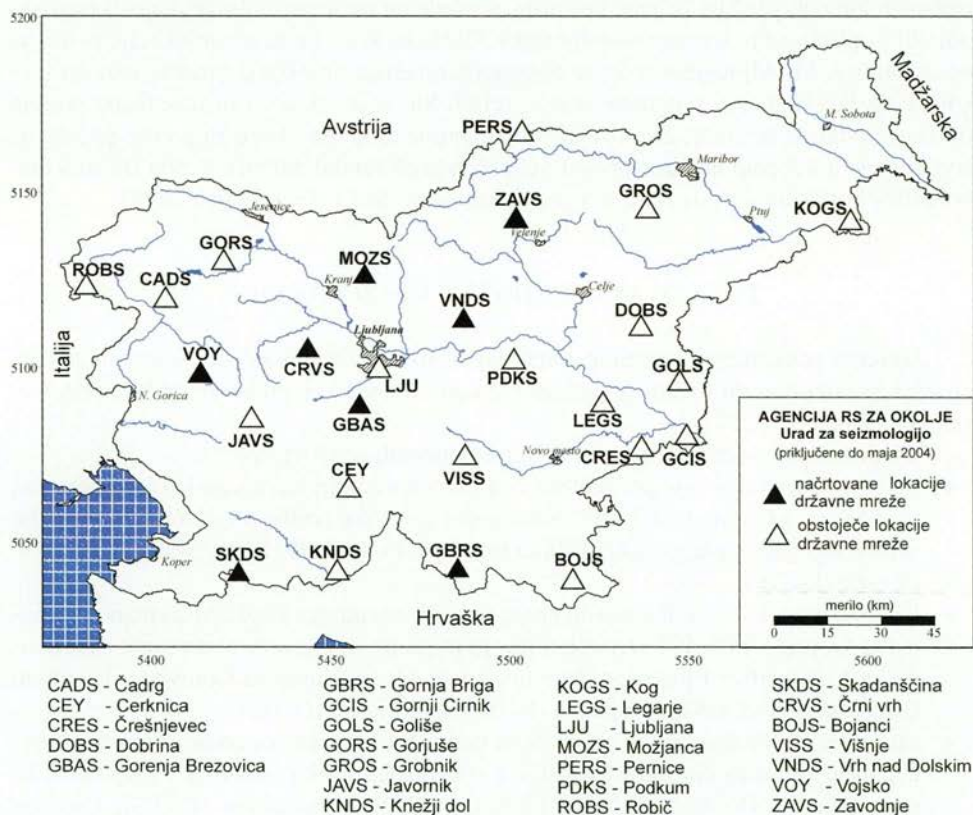 5200
5150
5100
5050
5400
5450
5500
5550
5600
Avstrija
Madžarska
Italija
Hrvaška
M. Sobota
Maribor
Ptuj
Velenje
Celje
Jesenice
Kranj
Ljubljana
N. Gorica
Novo mesto
Koper
PERS
GROS
ZAVS
KOGS
MOZS
GORS
ROBS
CADS
VNDS
DOBS
VOY
CRVS
LJU
PDKS
GOLS
GBAS
LEGS
JAVS
CRES
GCIS
CEY
VISS
SKDS
KNDS
GBRS
BOJS
AGENCIJA RS ZA OKOLJE
Urad za seizmologijo
(priključene do maja 2004)
načrtovane lokacije
državne mreže
obstoječe lokacije
državne mreže
merilo (km)
0 15 30 45
CADS - Čadrg
CEY - Cerknica
CRES - Črešnjevec
DOBS - Dobrina
GBAS - Gorenja Brezovica
GBRS - Gornja Briga
GCIS - Gornji Cirnik
GOLS - Goliše
GORS - Gorjuše
GROS - Grobnik
JAVS - Javornik
KNDS - Knežji dol
KOGS - Kog
LEGS - Legarje
LJU - Ljubljana
MOZS - Možjanca
PERS - Pernice
PDKS - Podkum
ROBS - Robič
SKDS - Skadanščina
CRVS - Črni vrh
BOJS- Bojanci
VISS - Višnje
VNDS - Vrh nad Dolskim
VOY - Vojsko
ZAVS - Zavodnje